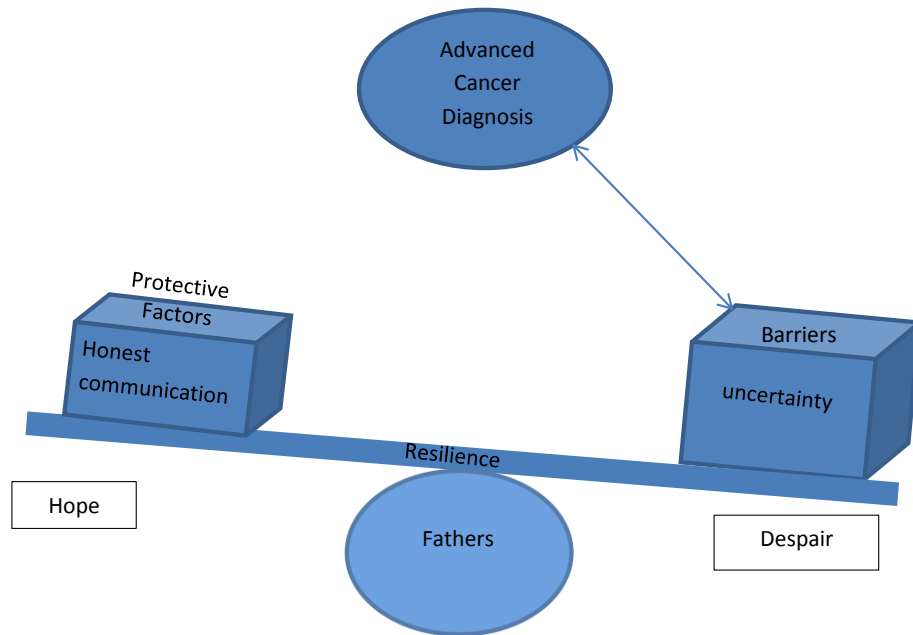 Advanced
Cancer
Diagnosis
Protective
Factors
Honest
communication
Barriers
uncertainty
Resilience
Hope
Fathers
Despair